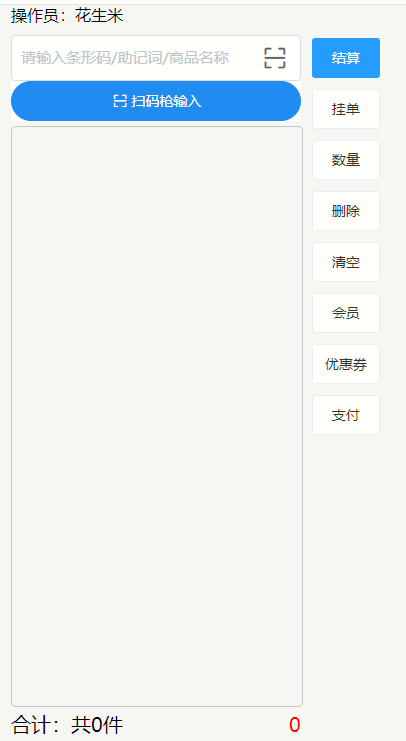 操作员：花生米
请输入条形码/助记词/商品名称
扫码枪输入
结算
挂单
数量
删除
清空
会员
优惠券
支付
合计：共0件
0